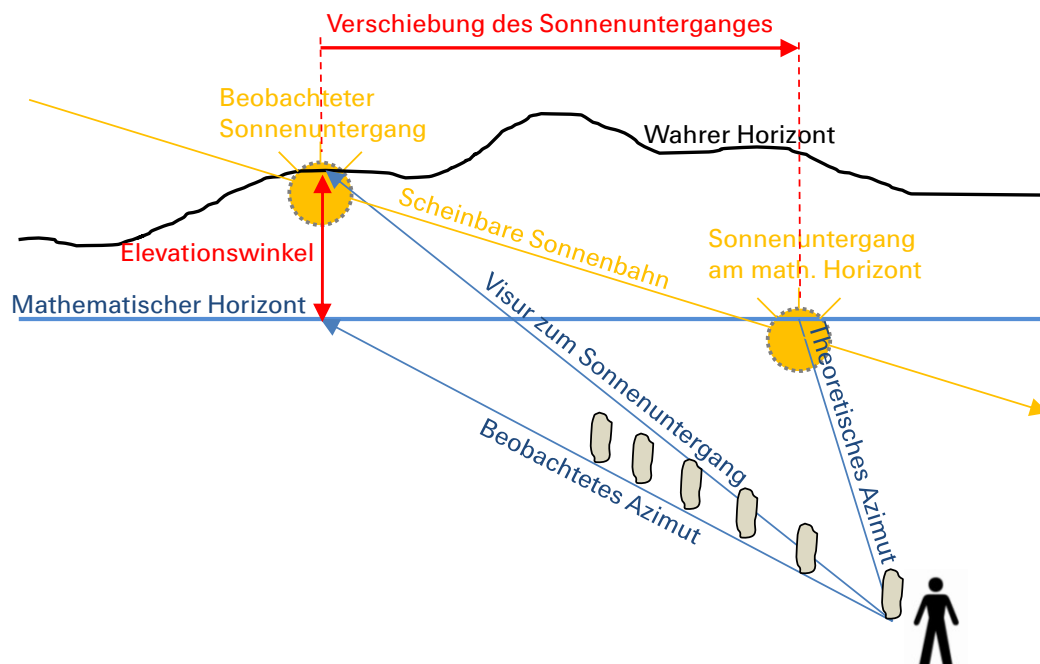 Verschiebung des Sonnenunterganges
Beobachteter
Sonnenuntergang
Wahrer Horizont
Scheinbare Sonnenbahn
Sonnenuntergang
am math. Horizont
Elevationswinkel
Mathematischer Horizont
Visur zum Sonnenuntergang
Theoretisches Azimut
Beobachtetes Azimut